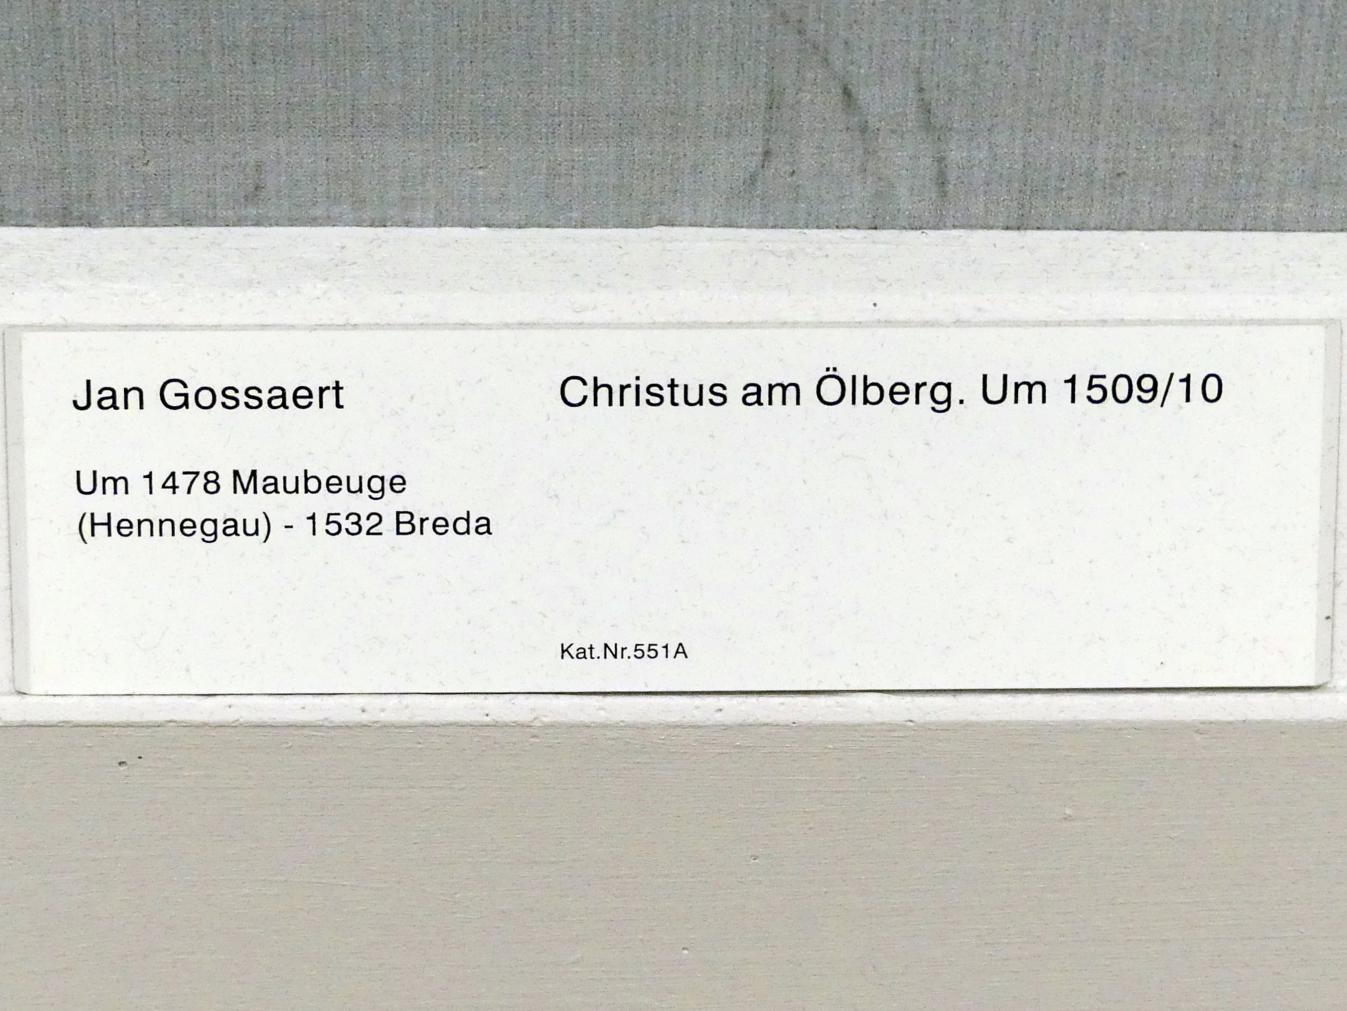 Jan Gossaert
Christus am Ölberg. Um 1509/10
Um 1478 Maubeuge
(Hennegau) - 1532 Breda
Kat.Nr.551A